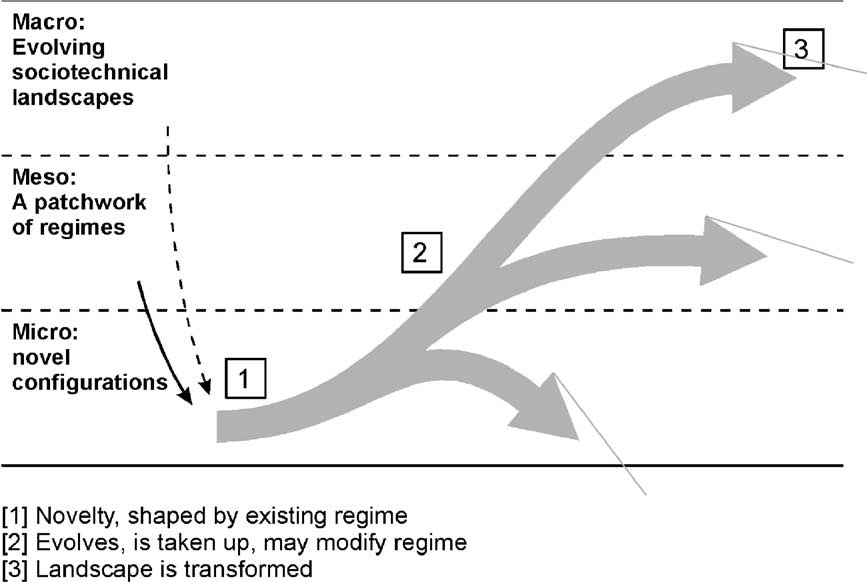 Macro:
Evolving
sociotechnical
landscapes
3
Meso:
A patchwork
of regimes
2
Micro:
novel
configurations
1
[1] Novelty, shaped by existing regime
[2] Evolves, is taken up, may modify regime
[3] Landscape is transformed